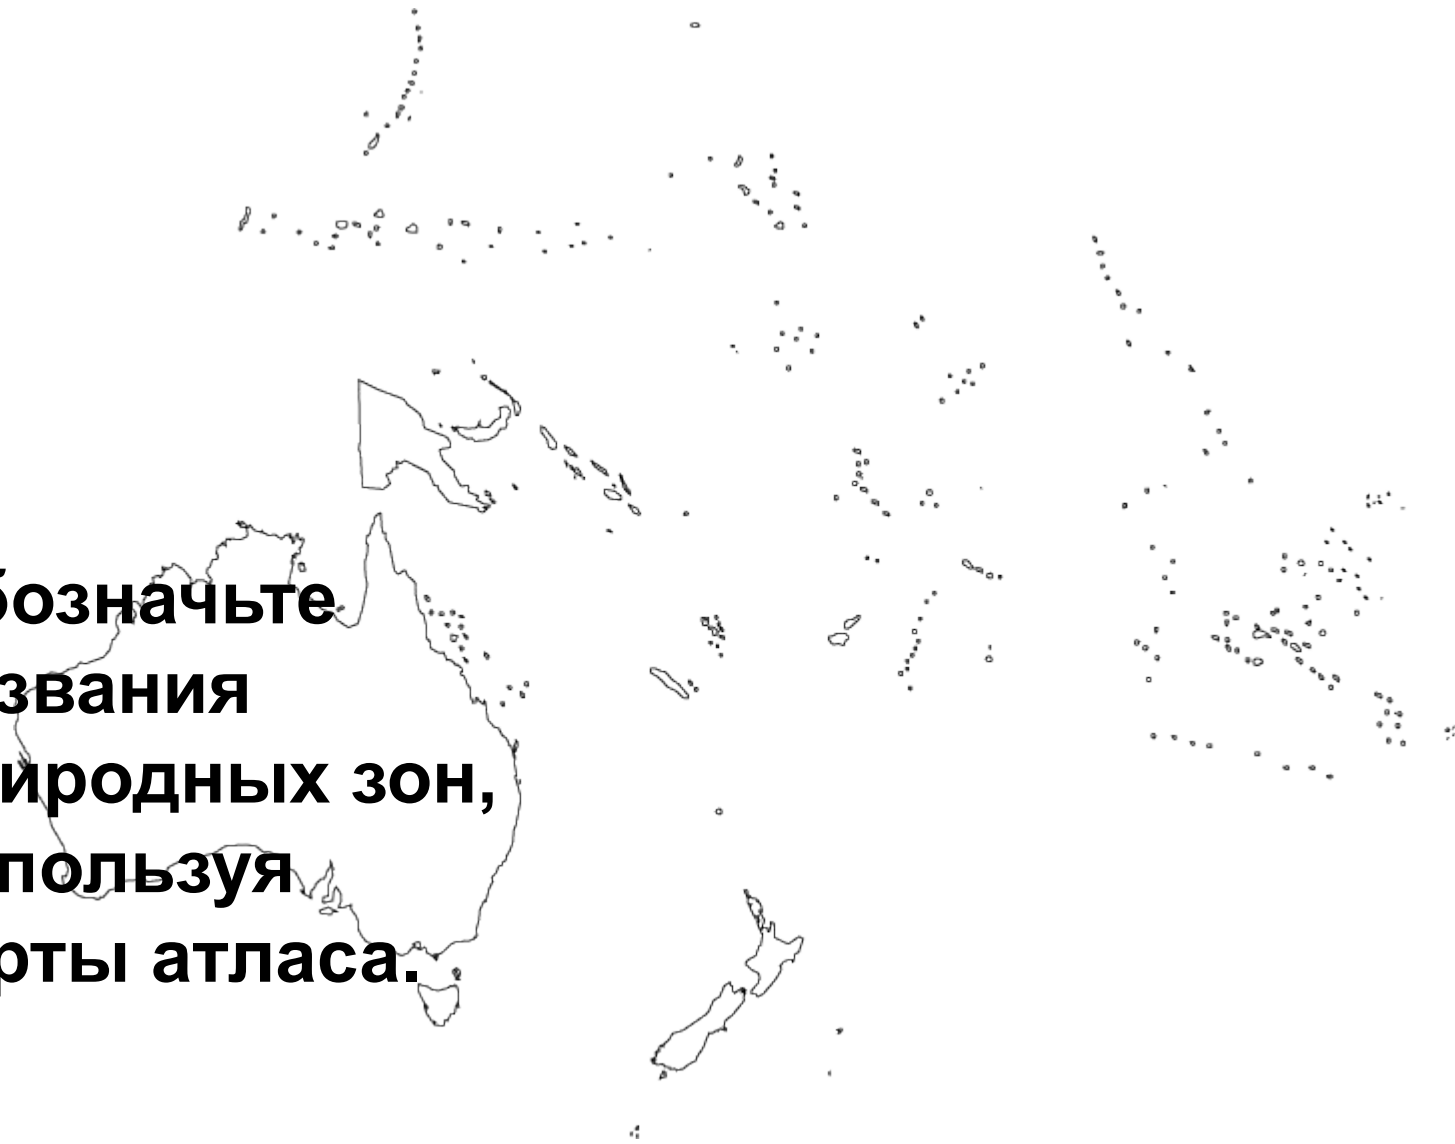 бозначьте
звания
иродных зон,
пользуя
рты атласа.